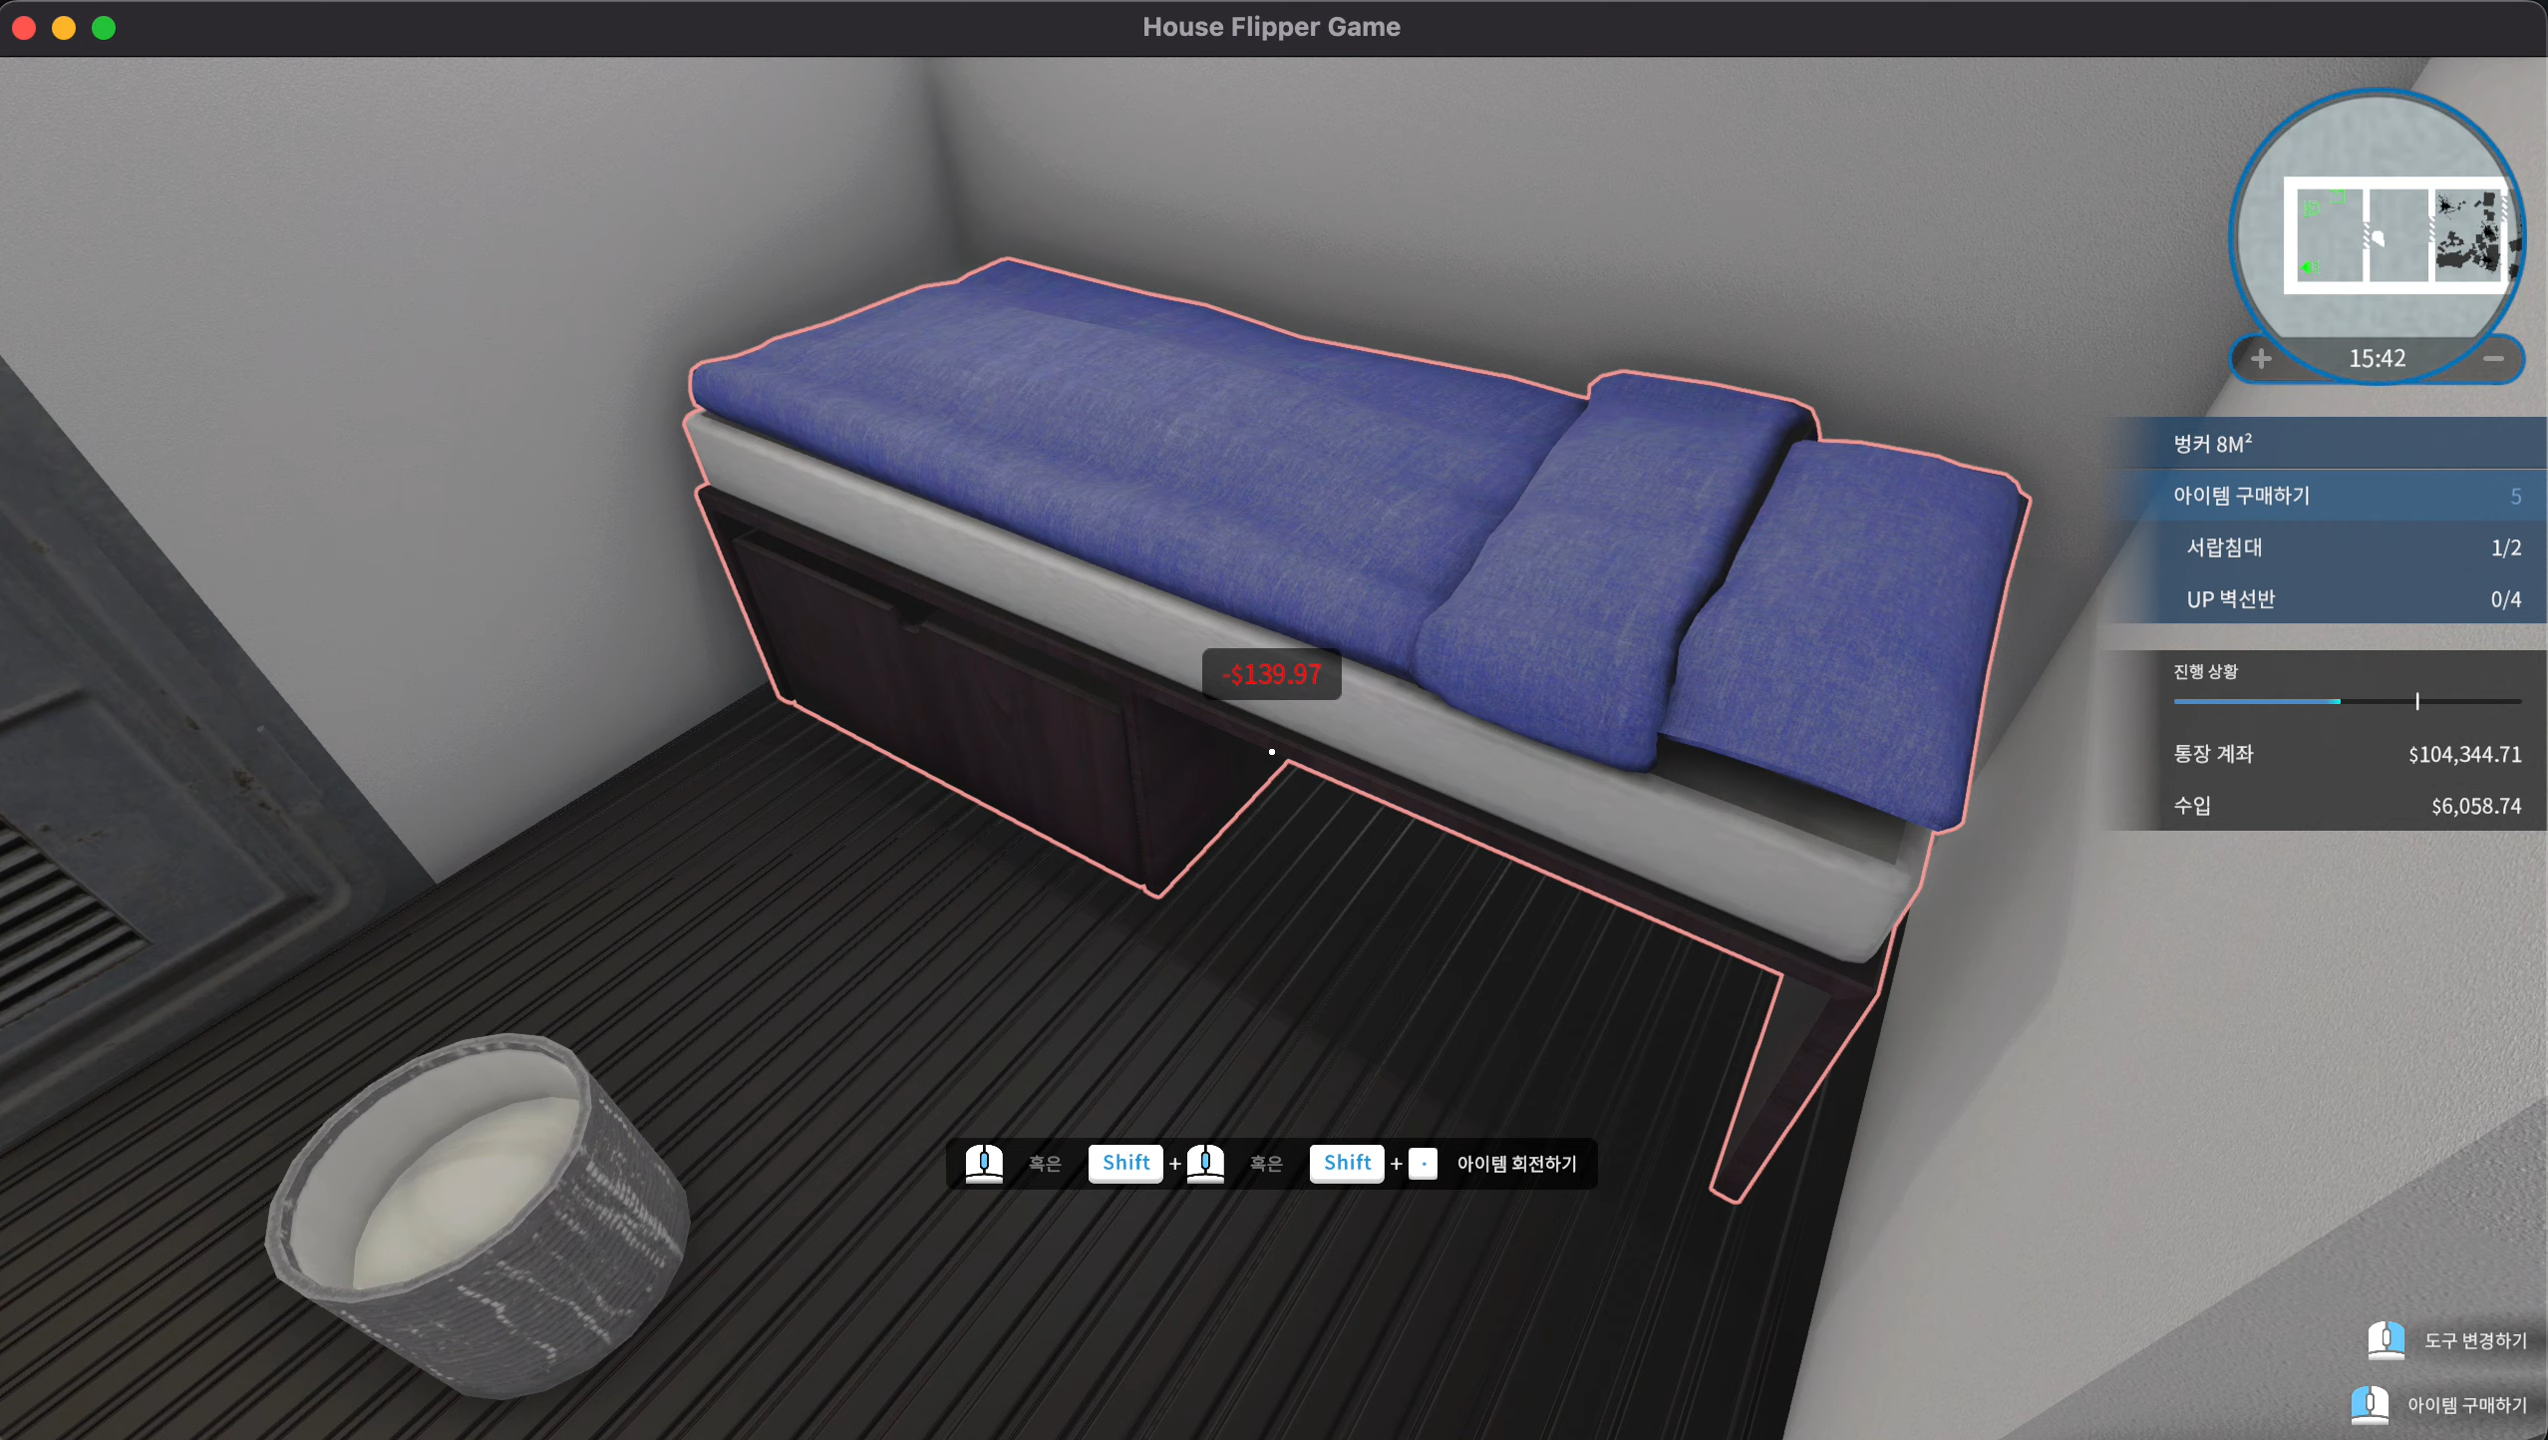 House Flipper Game
15:42
벙커 8M²
아이템 구매하기 5
서랍침대 1/2
UP 벽선반 0/4
진행 상황
통장 계좌 $104,344.71
수입 $6,058.74
-$139.97
혹은 Shift + 혹은 Shift + · 아이템 회전하기
도구 변경하기
아이템 구매하기